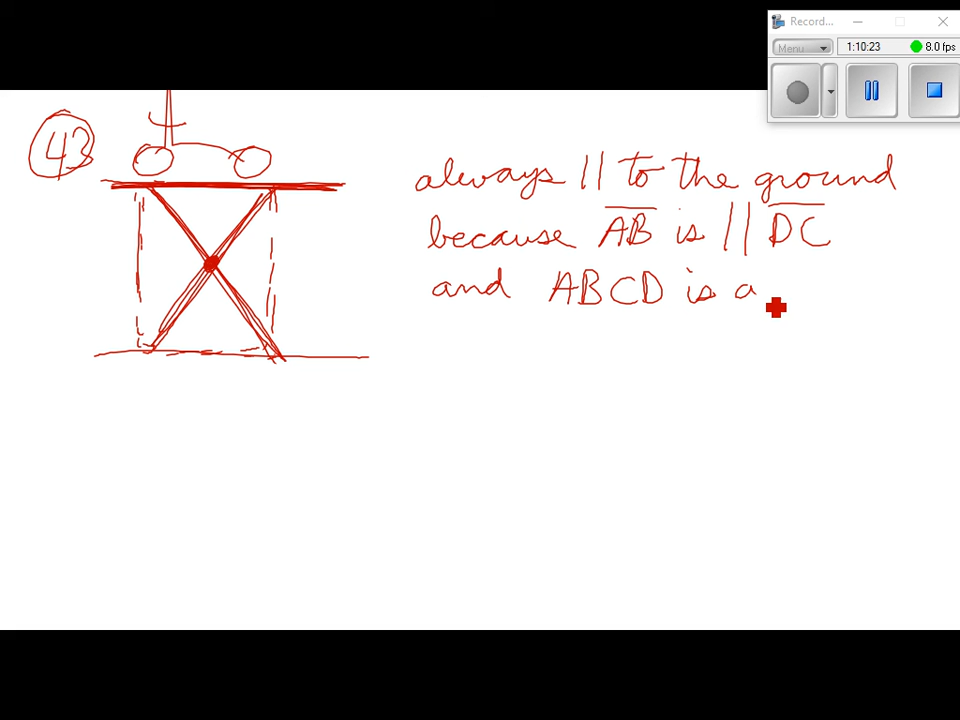 Record...
Menu
1:10:23
8.0 fps
43
always || to the ground
because AB is || DC
and ABCD is a